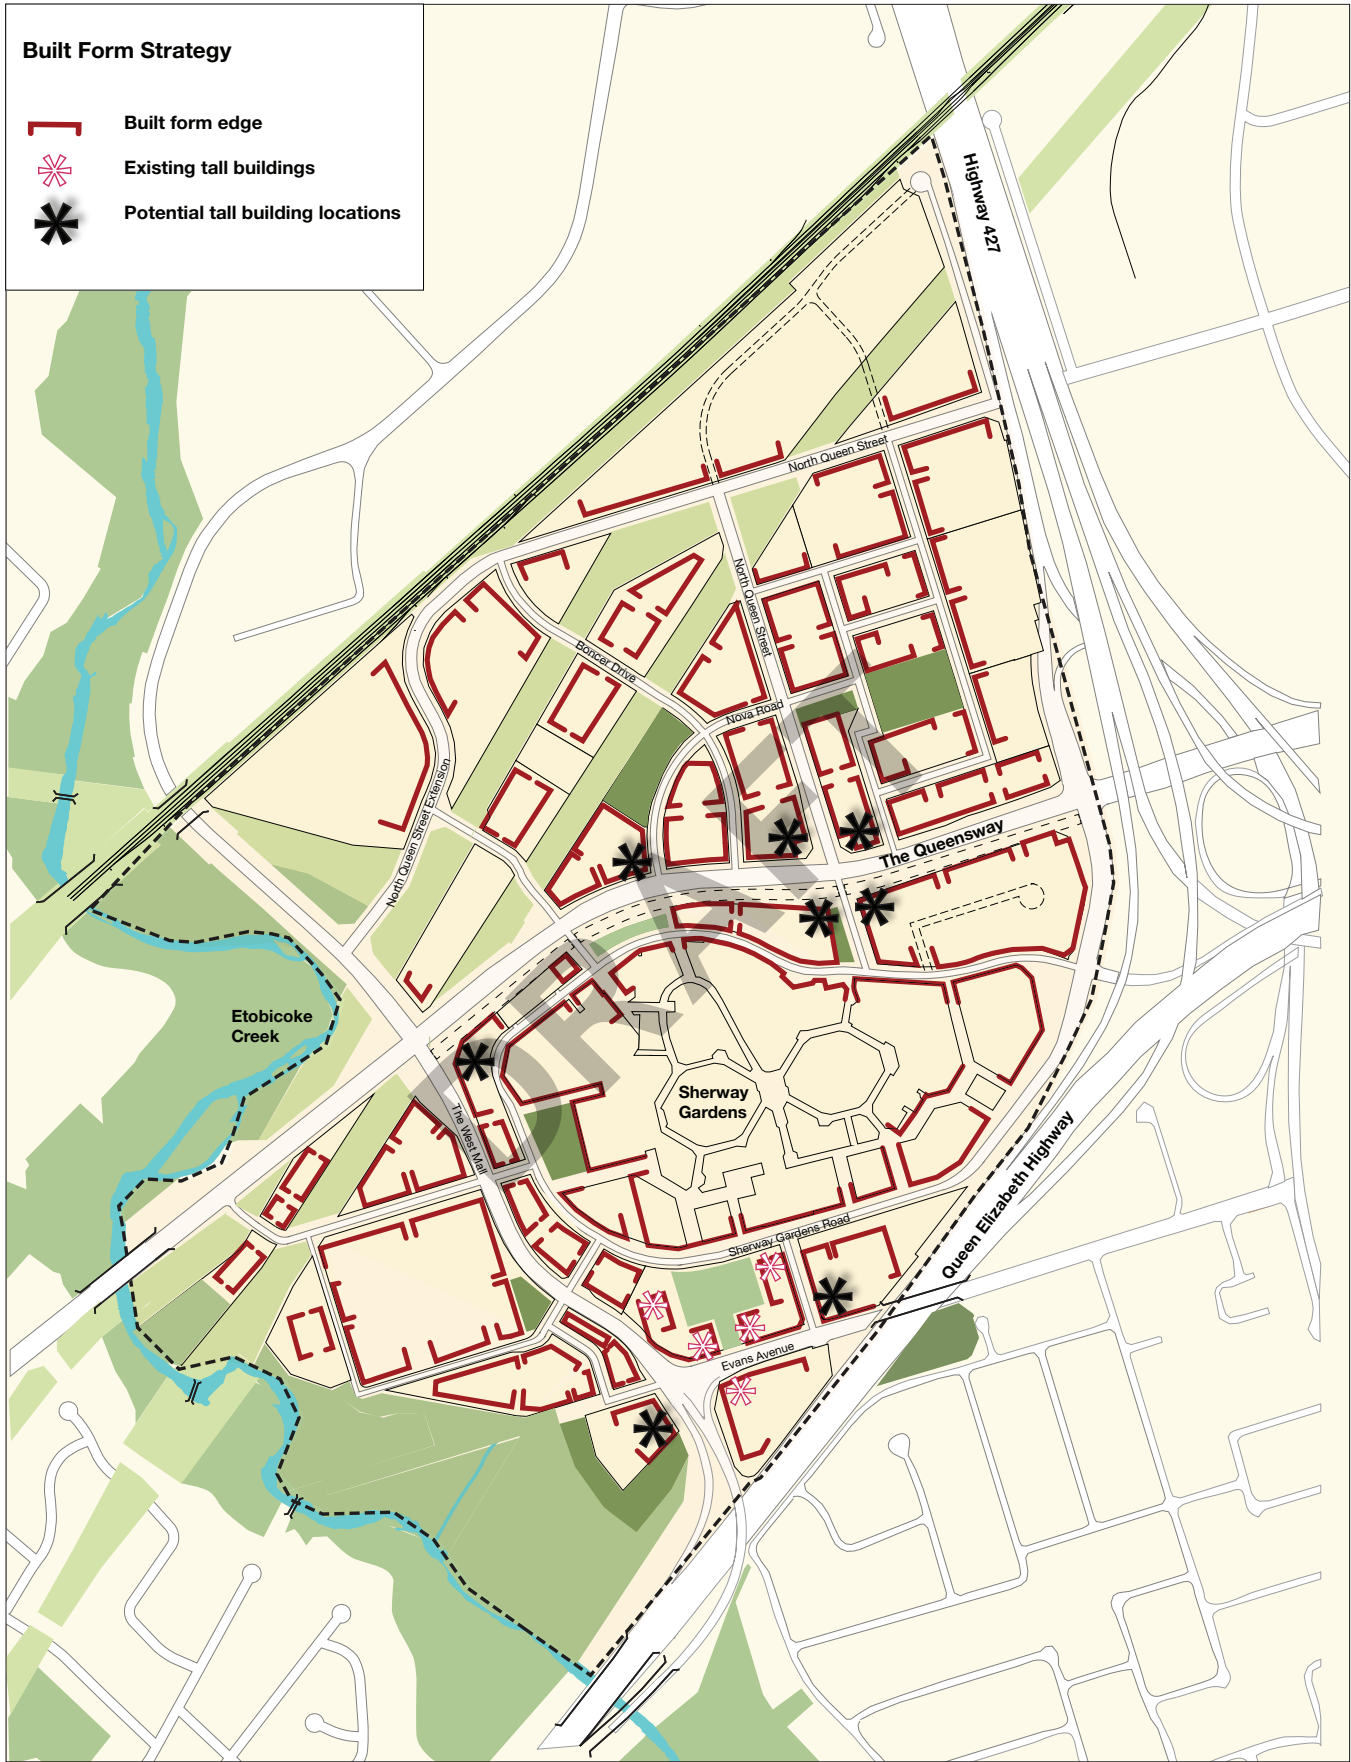 Built Form Strategy
Built form edge
Existing tall buildings
Potential tall building locations
Highway 427
North Queen Street
North Queen Street
Boncer Drive
Nova Road
North Queen Street Extension
The Queensway
DRAFT
Etobicoke
Creek
Sherway
Gardens
The West Mall
Sherway Gardens Road
Queen Elizabeth Highway
Evans Avenue